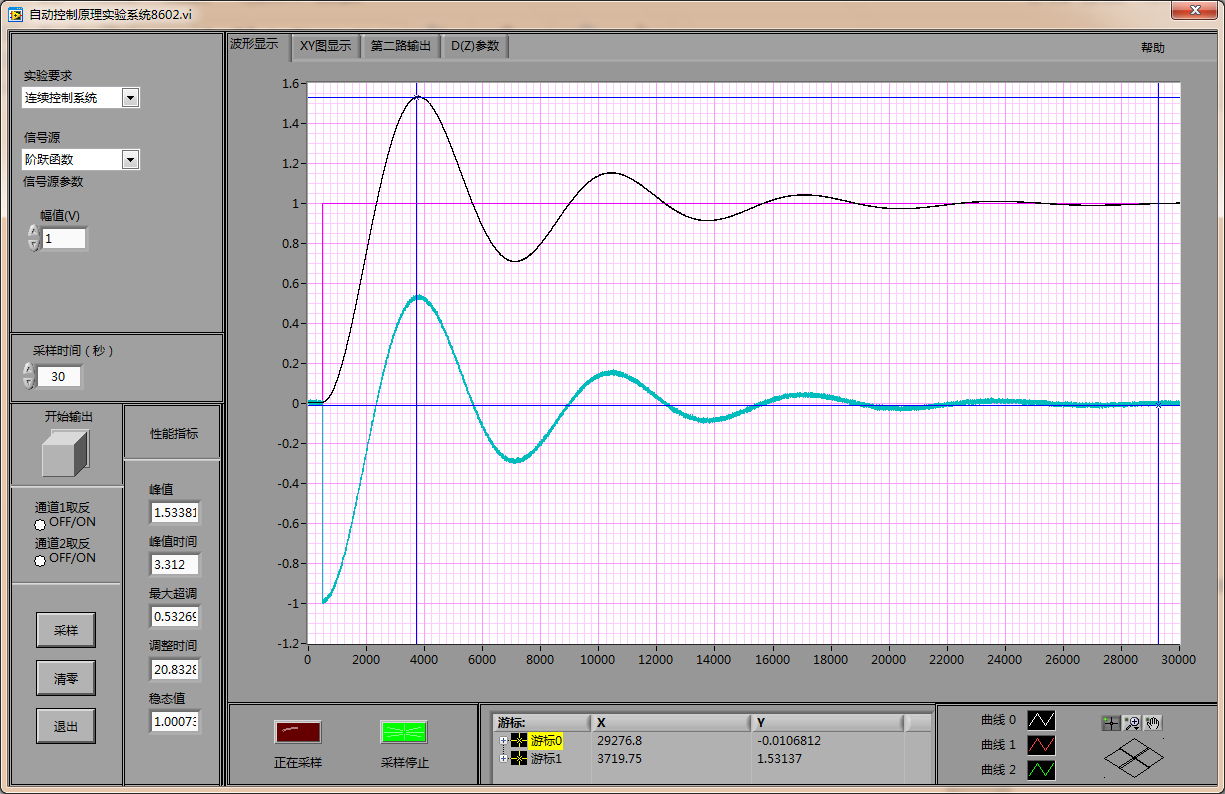 自动控制原理实验系统8602.vi
波形显示 XY图显示 第二路输出 D(Z)参数 帮助
实验要求
连续控制系统
信号源
阶跃函数
信号源参数
幅值(V)
1
采样时间（秒）
30
开始输出
性能指标
通道1取反
OFF/ON
通道2取反
OFF/ON
采样
清零
退出
峰值
1.53381
峰值时间
3.312
最大超调
0.53269
调整时间
20.8328
稳态值
1.00073
1.6
1.4
1.2
1
0.8
0.6
0.4
0.2
0
-0.2
-0.4
-0.6
-0.8
-1
-1.2
0 2000 4000 6000 8000 10000 12000 14000 16000 18000 20000 22000 24000 26000 28000 30000
正在采样 采样停止
游标: X Y
游标0 29276.8 -0.0106812
游标1 3719.75 1.53137
曲线 0
曲线 1
曲线 2